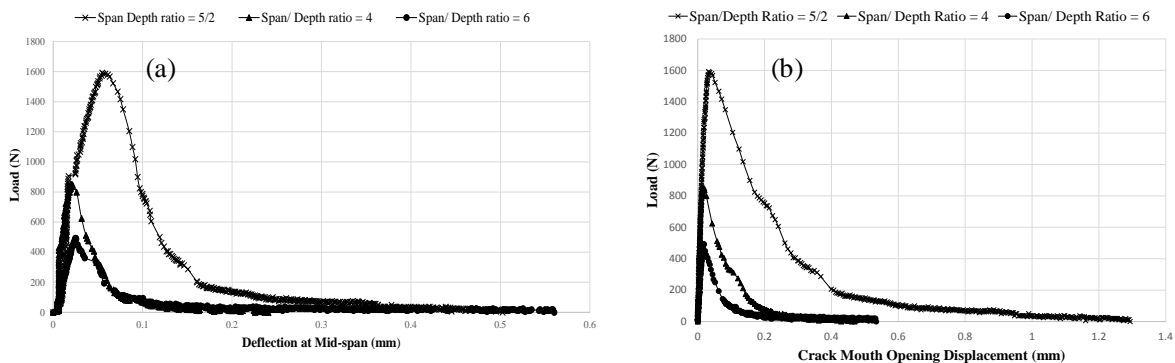 Span Depth ratio = 5/2 Span/ Depth ratio = 4 Span/ Depth ratio = 6
(a)
1800
1600
1400
1200
1000
800
600
400
200
0
Load (N)
0 0.1 0.2 0.3 0.4 0.5 0.6
Deflection at Mid-span (mm)
Span/Depth Ratio = 5/2 Span/ Depth Ratio = 4 Span/ Depth Ratio = 6
(b)
1800
1600
1400
1200
1000
800
600
400
200
0
Load (N)
0 0.2 0.4 0.6 0.8 1 1.2 1.4
Crack Mouth Opening Displacement (mm)